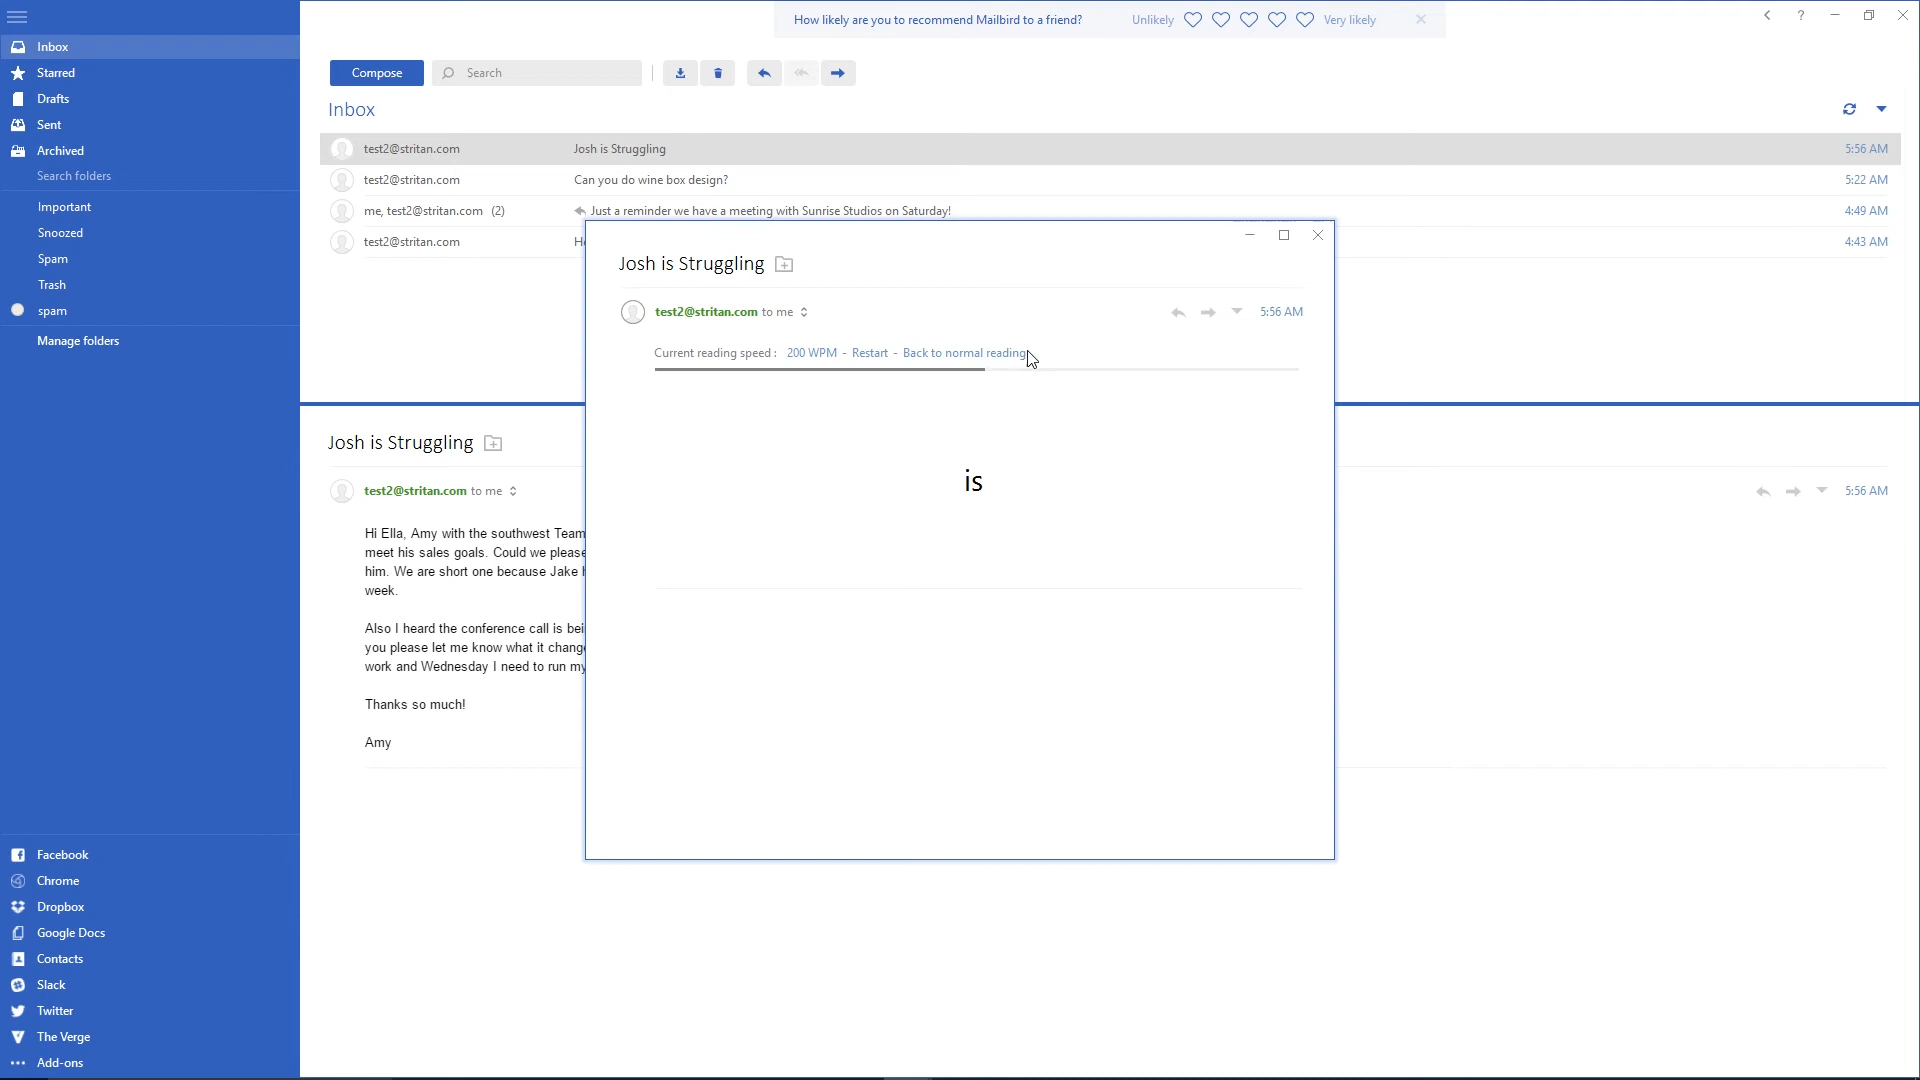 How likely are you to recommend Mailbird to a friend? Unlikely Very likely
Inbox
Starred
Drafts
Sent
Archived
Search folders
Important
Snoozed
Spam
Trash
spam
Manage folders
Facebook
Chrome
Dropbox
Google Docs
Contacts
Slack
Twitter
The Verge
Add-ons
Compose Search
Inbox
test2@stritan.com Josh is Struggling 5:56 AM
test2@stritan.com Can you do wine box design? 5:22 AM
me, test2@stritan.com (2) Just a reminder we have a meeting with Sunrise Studios on Saturday! 4:49 AM
test2@stritan.com 4:43 AM
Josh is Struggling
test2@stritan.com to me 5:56 AM
Current reading speed: 200 WPM - Restart - Back to normal reading
is
Josh is Struggling
test2@stritan.com to me 5:56 AM
Hi Ella, Amy with the southwest Team
meet his sales goals. Could we please
him. We are short one because Jake
week.
Also I heard the conference call is
you please let me know what it
work and Wednesday I need to run
Thanks so much!
Amy